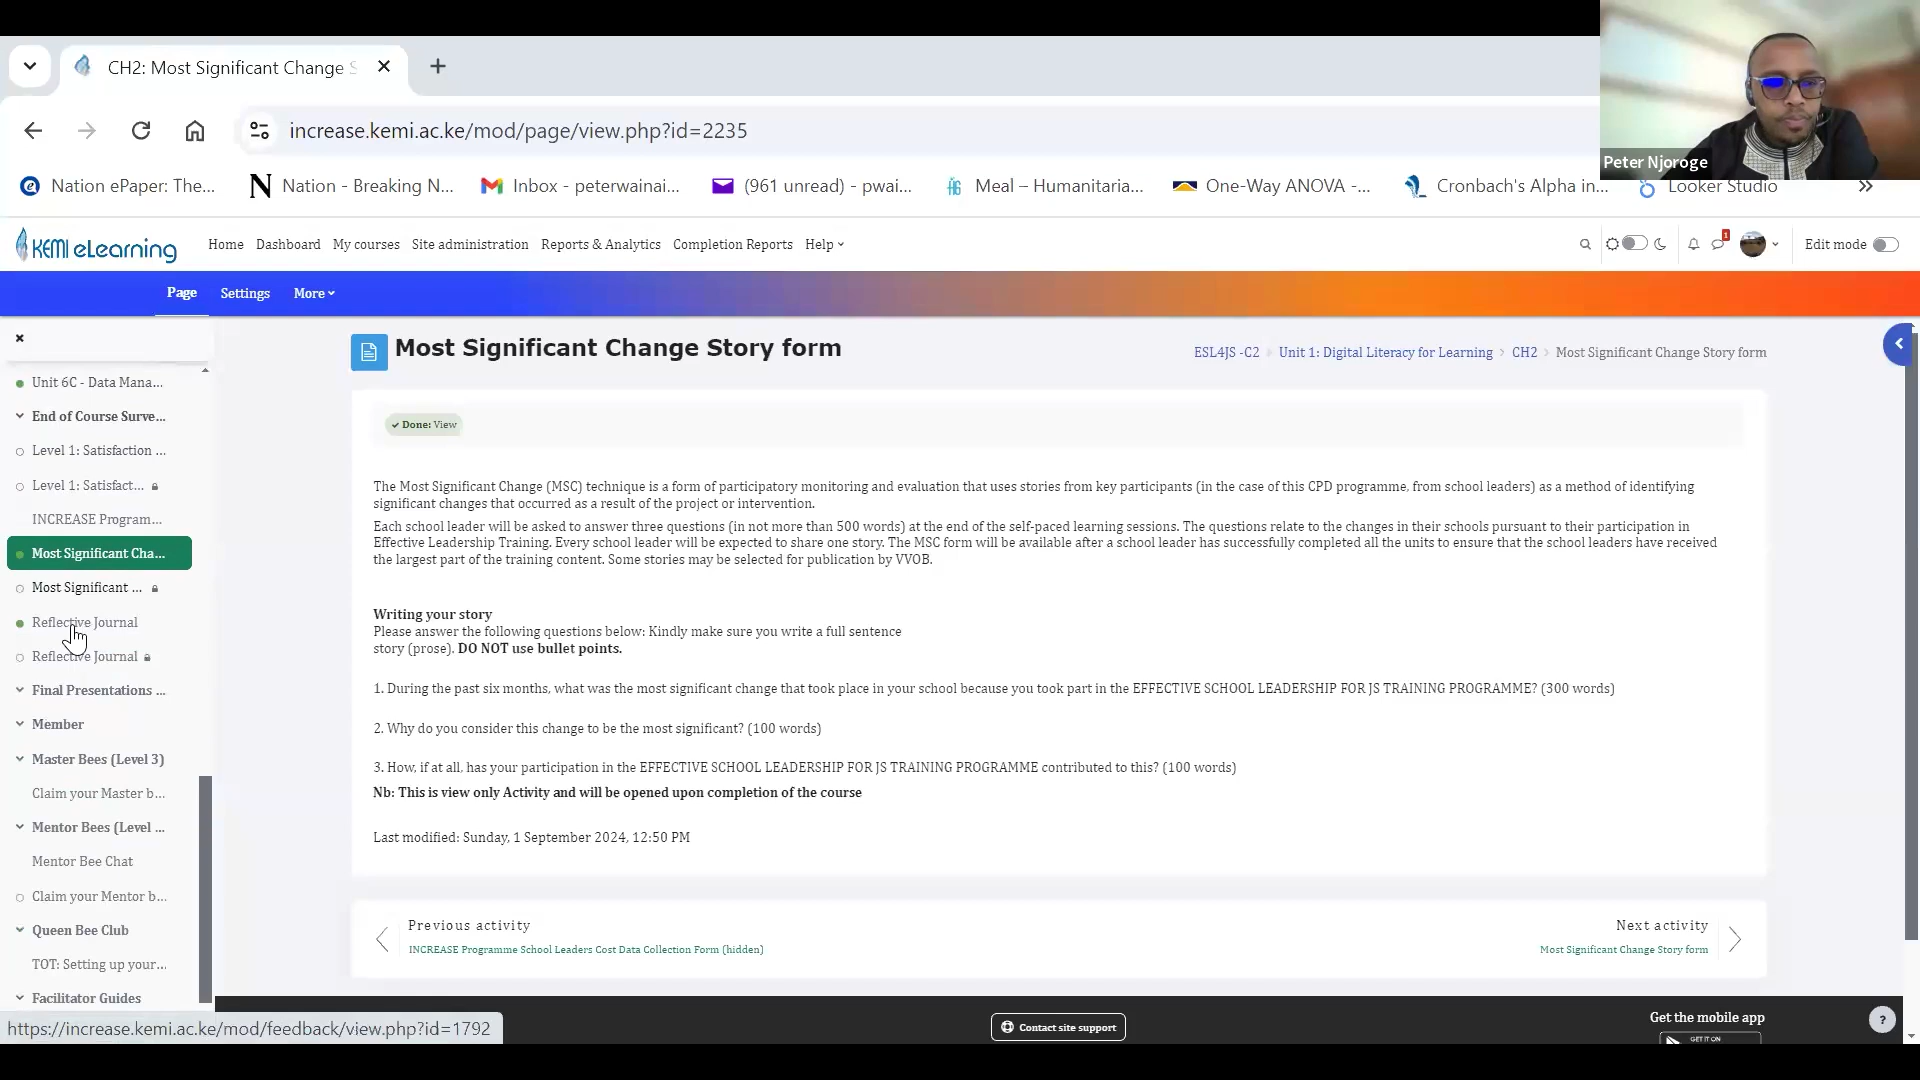 CH2: Most Significant Change S
increase.kemi.ac.ke/mod/page/view.php?id=2235
Peter Njoroge
Nation ePaper: The...
Nation - Breaking N...
Inbox - peterwainai...
(961 unread) - pwai...
Meal – Humanitaria...
One-Way ANOVA -...
Cronbach's Alpha in...
Looker Studio
KEMI eLearning
Home
Dashboard
My courses
Site administration
Reports & Analytics
Completion Reports
Help
1
Edit mode
Page
Settings
More
Unit 6C - Data Mana...
End of Course Surve...
Level 1: Satisfaction ...
Level 1: Satisfact...
INCREASE Program...
Most Significant Cha...
Most Significant ...
Reflective Journal
Reflective Journal
Final Presentations ...
Member
Master Bees (Level 3)
Claim your Master b...
Mentor Bees (Level ...
Mentor Bee Chat
Claim your Mentor b...
Queen Bee Club
TOT: Setting up your...
Facilitator Guides
https://increase.kemi.ac.ke/mod/feedback/view.php?id=1792
Most Significant Change Story form
ESL4JS -C2
Unit 1: Digital Literacy for Learning
CH2
Most Significant Change Story form
Done: View
The Most Significant Change (MSC) technique is a form of participatory monitoring and evaluation that uses stories from key participants (in the case of this CPD programme, from school leaders) as a method of identifying
significant changes that occurred as a result of the project or intervention.
Each school leader will be asked to answer three questions (in not more than 500 words) at the end of the self-paced learning sessions. The questions relate to the changes in their schools pursuant to their participation in
Effective Leadership Training. Every school leader will be expected to share one story. The MSC form will be available after a school leader has successfully completed all the units to ensure that the school leaders have received
the largest part of the training content. Some stories may be selected for publication by VVOB.
Writing your story
Please answer the following questions below: Kindly make sure you write a full sentence
story (prose). DO NOT use bullet points.
1. During the past six months, what was the most significant change that took place in your school because you took part in the EFFECTIVE SCHOOL LEADERSHIP FOR JS TRAINING PROGRAMME? (300 words)
2. Why do you consider this change to be the most significant? (100 words)
3. How, if at all, has your participation in the EFFECTIVE SCHOOL LEADERSHIP FOR JS TRAINING PROGRAMME contributed to this? (100 words)
Nb: This is view only Activity and will be opened upon completion of the course
Last modified: Sunday, 1 September 2024, 12:50 PM
Previous activity
INCREASE Programme School Leaders Cost Data Collection Form (hidden)
Next activity
Most Significant Change Story form
Contact site support
Get the mobile app
GET IT ON
?